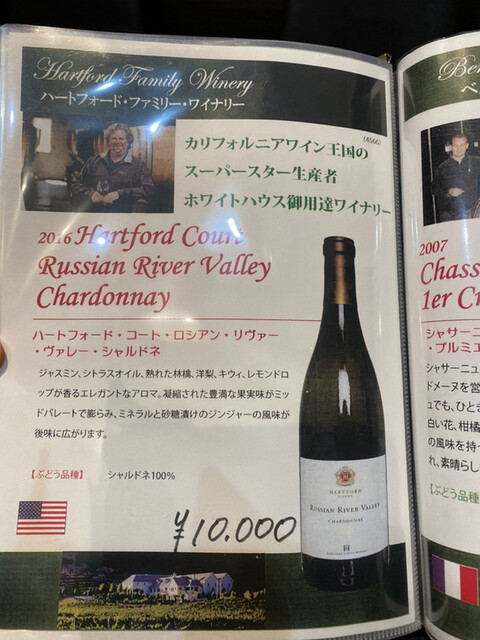 Hartford Family Winery
ハートフォード・ファミリー・ワイナリー
(4566)
カリフォルニアワイン王国の
スーパースター生産者
ホワイトハウス御用達ワイナリー
2016 Hartford Court
Russian River Valley
Chardonnay
ハートフォード・コート・ロシアン・リヴァー
・ヴァレー・シャルドネ
ジャスミン、シトラスオイル、熟れた林檎、洋梨、キウィ、レモンドロ
ップが香るエレガントなアロマ。凝縮された豊満な果実味がミ
ッドパレートで膨らみ、ミネラルと砂糖漬けのジンジャーの風味が
後味に広がります。
【ぶどう品種】 シャルドネ100%
¥10.000
HARTFORD
COURT
RUSSIAN RIVER VALLEY
CHARDONNAY
Ber
ベ
2007
Chass
1er Cr
シャサーニュ
・プルミエ
シャサーニュ
ドメーヌを営
ュでも、ひとき
白い花、柑橘
の風味を持っ
れ、素晴らし
【ぶどう品種